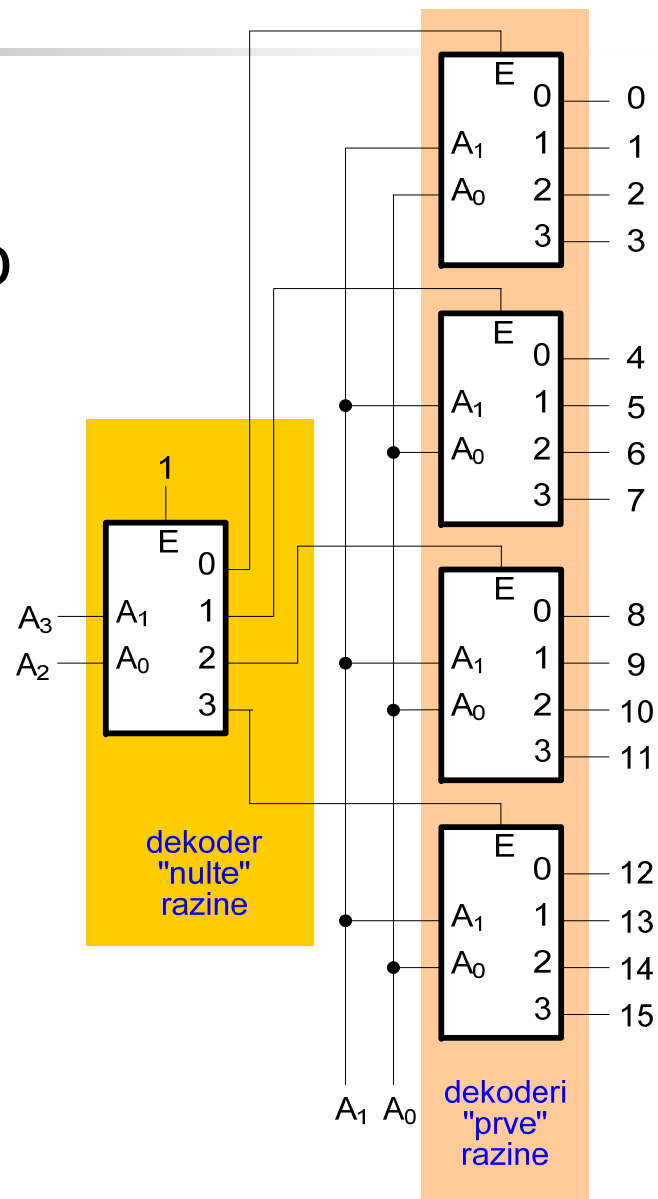 E
0 0
A₁ 1 1
A₀ 2 2
3 3
E
0 4
A₁ 1 5
A₀ 2 6
3 7
1
E
0
A₃ A₁ 1
A₂ A₀ 2
3
E
0 8
A₁ 1 9
A₀ 2 10
3 11
dekoder
"nulte"
razine
E
0 12
A₁ 1 13
A₀ 2 14
3 15
A₁ A₀
dekoderi
"prve"
razine